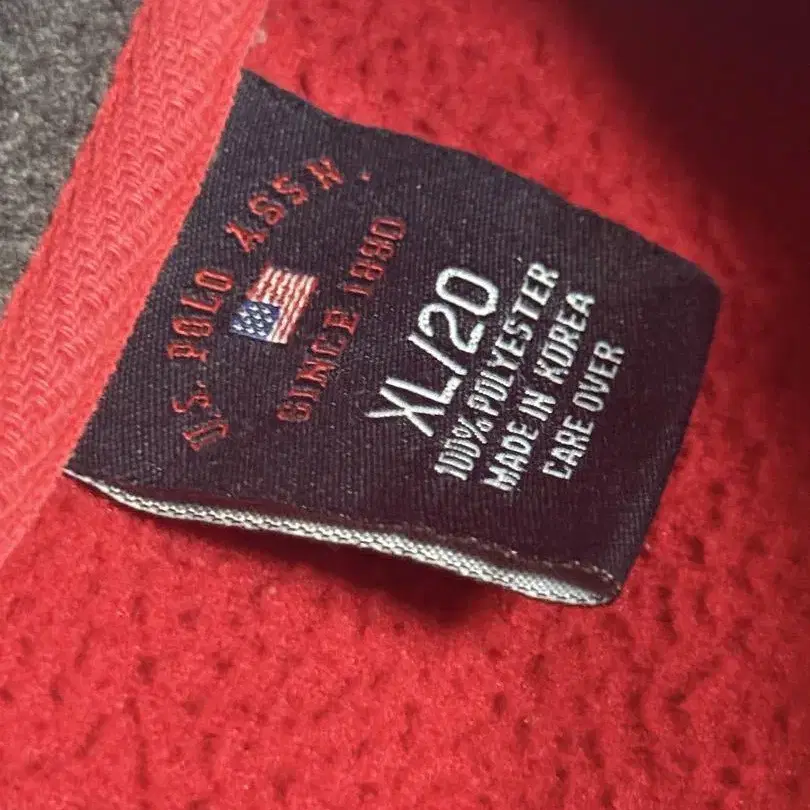 U.S. POLO ASSN.
SINCE 1890
XL/20
100% POLYESTER
MADE IN KOREA
CARE OVER